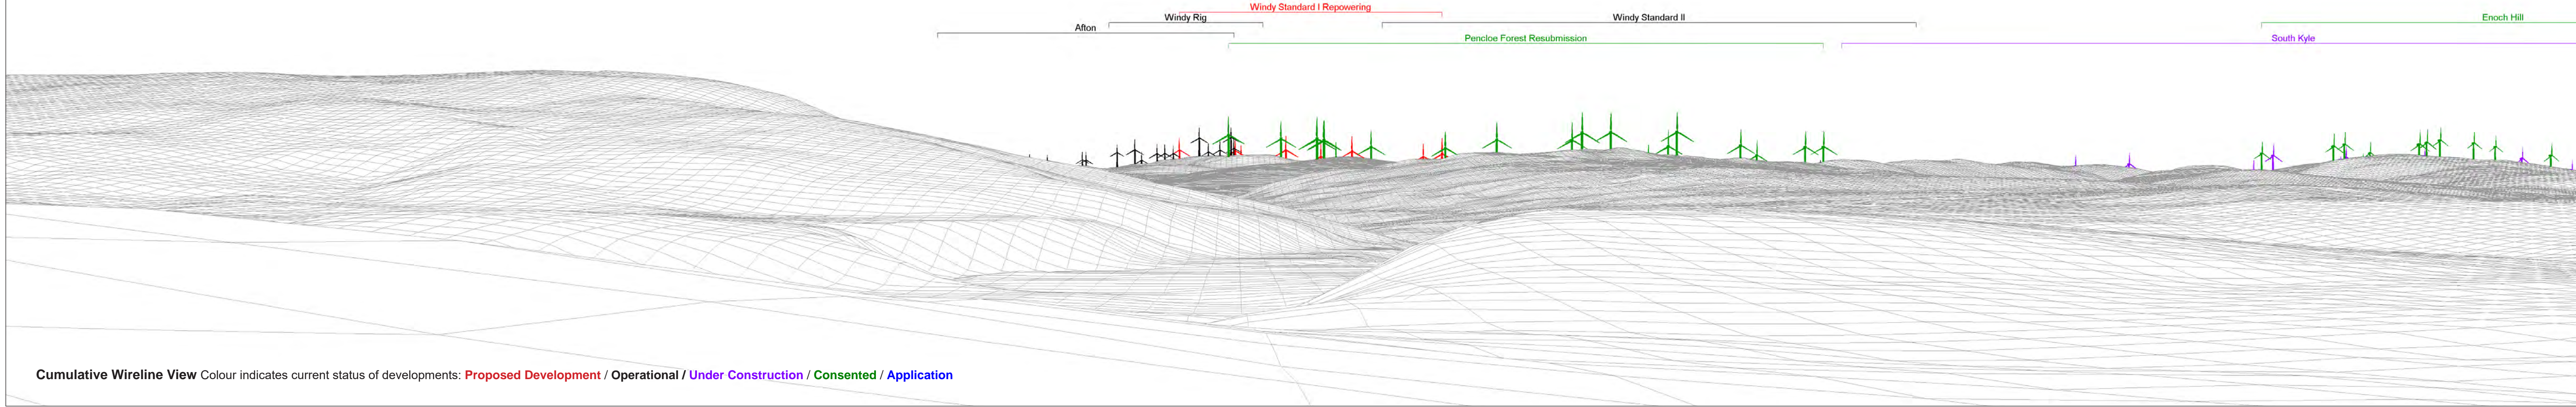 Windy Standard I Repowering
Windy Rig
Windy Standard II
Enoch Hill
Afton
Pencloe Forest Resubmission
South Kyle
Cumulative Wireline View Colour indicates current status of developments: Proposed Development / Operational / Under Construction / Consented / Application